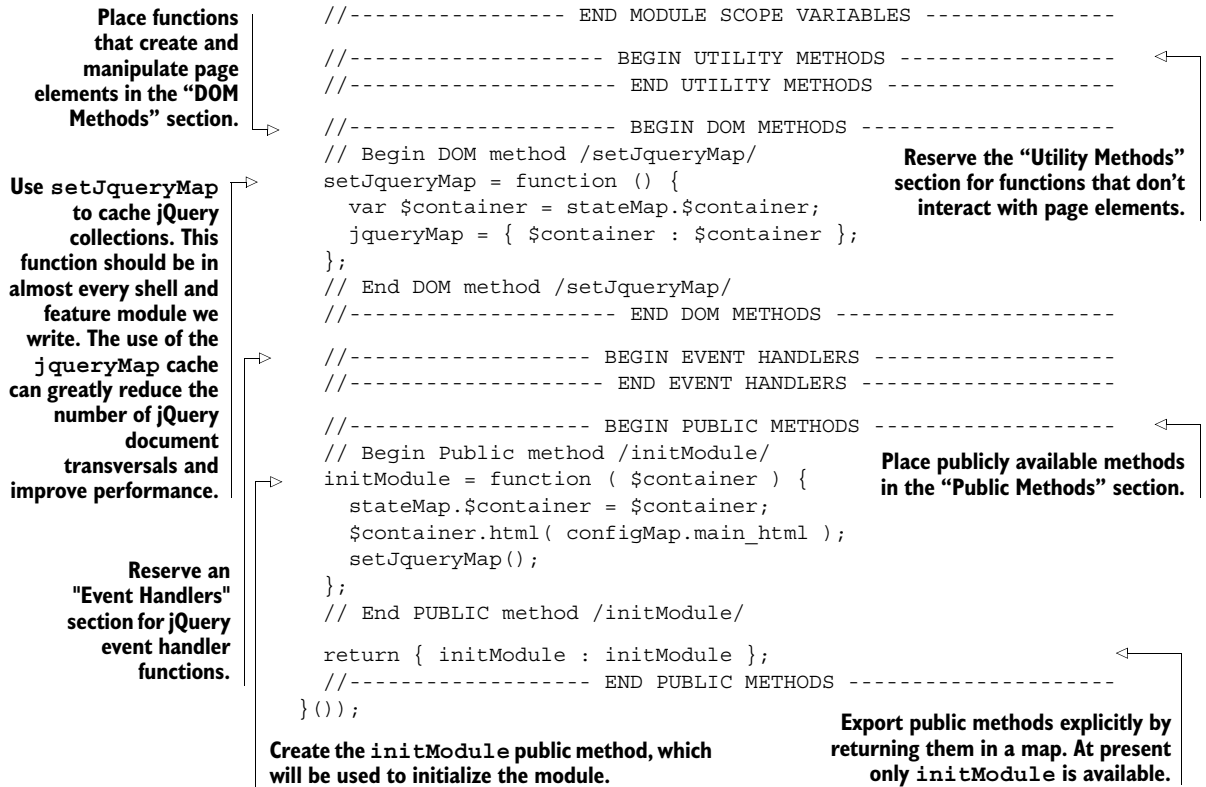 Place functions
that create and
manipulate page
elements in the “DOM
Methods” section.
Use setJqueryMap
to cache jQuery
collections. This
function should be in
almost every shell and
feature module we
write. The use of the
jqueryMap cache
can greatly reduce the
number of jQuery
document
transversals and
improve performance.
Reserve an
"Event Handlers"
section for jQuery
event handler
functions.
//----------------- END MODULE SCOPE VARIABLES ---------------
//------------------- BEGIN UTILITY METHODS ----------------
//-------------------- END UTILITY METHODS -----------------
//-------------------- BEGIN DOM METHODS -------------------
// Begin DOM method /setJqueryMap/
setJqueryMap = function () {
var $container = stateMap.$container;
jqueryMap = { $container : $container };
};
// End DOM method /setJqueryMap/
//-------------------- END DOM METHODS ---------------------
//------------------ BEGIN EVENT HANDLERS ------------------
//------------------- END EVENT HANDLERS -------------------
//------------------ BEGIN PUBLIC METHODS ------------------
// Begin Public method /initModule/
initModule = function ( $container ) {
stateMap.$container = $container;
$container.html( configMap.main_html );
setJqueryMap();
};
// End PUBLIC method /initModule/
return { initModule : initModule };
//------------------ END PUBLIC METHODS --------------------
}());
Reserve the “Utility Methods”
section for functions that don’t
interact with page elements.
Place publicly available methods
in the “Public Methods” section.
Create the initModule public method, which
will be used to initialize the module.
Export public methods explicitly by
returning them in a map. At present
only initModule is available.